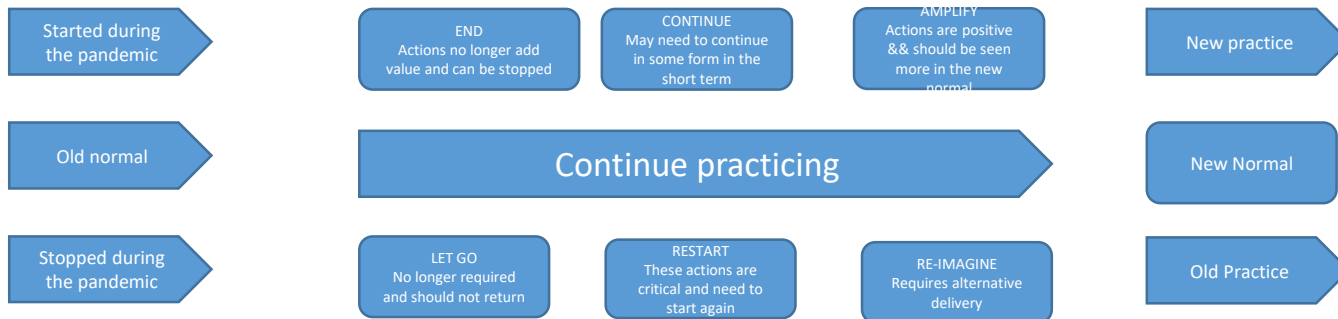 Started during
the pandemic
END
Actions no longer add
value and can be stopped
CONTINUE
May need to continue
in some form in the
short term
AMPLIFY
Actions are positive
&& should be seen
more in the new
normal
New practice
Old normal
Continue practicing
New Normal
Stopped during
the pandemic
LET GO
No longer required
and should not return
RESTART
These actions are
critical and need to
start again
RE-IMAGINE
Requires alternative
delivery
Old Practice